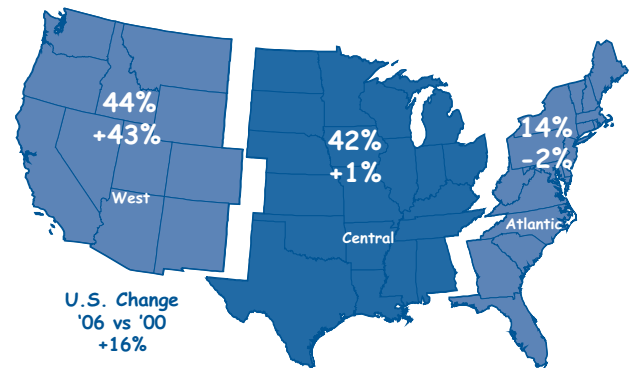 44%
+43%
West
42%
+1%
Central
14%
-2%
Atlantic
U.S. Change
'06 vs '00
+16%